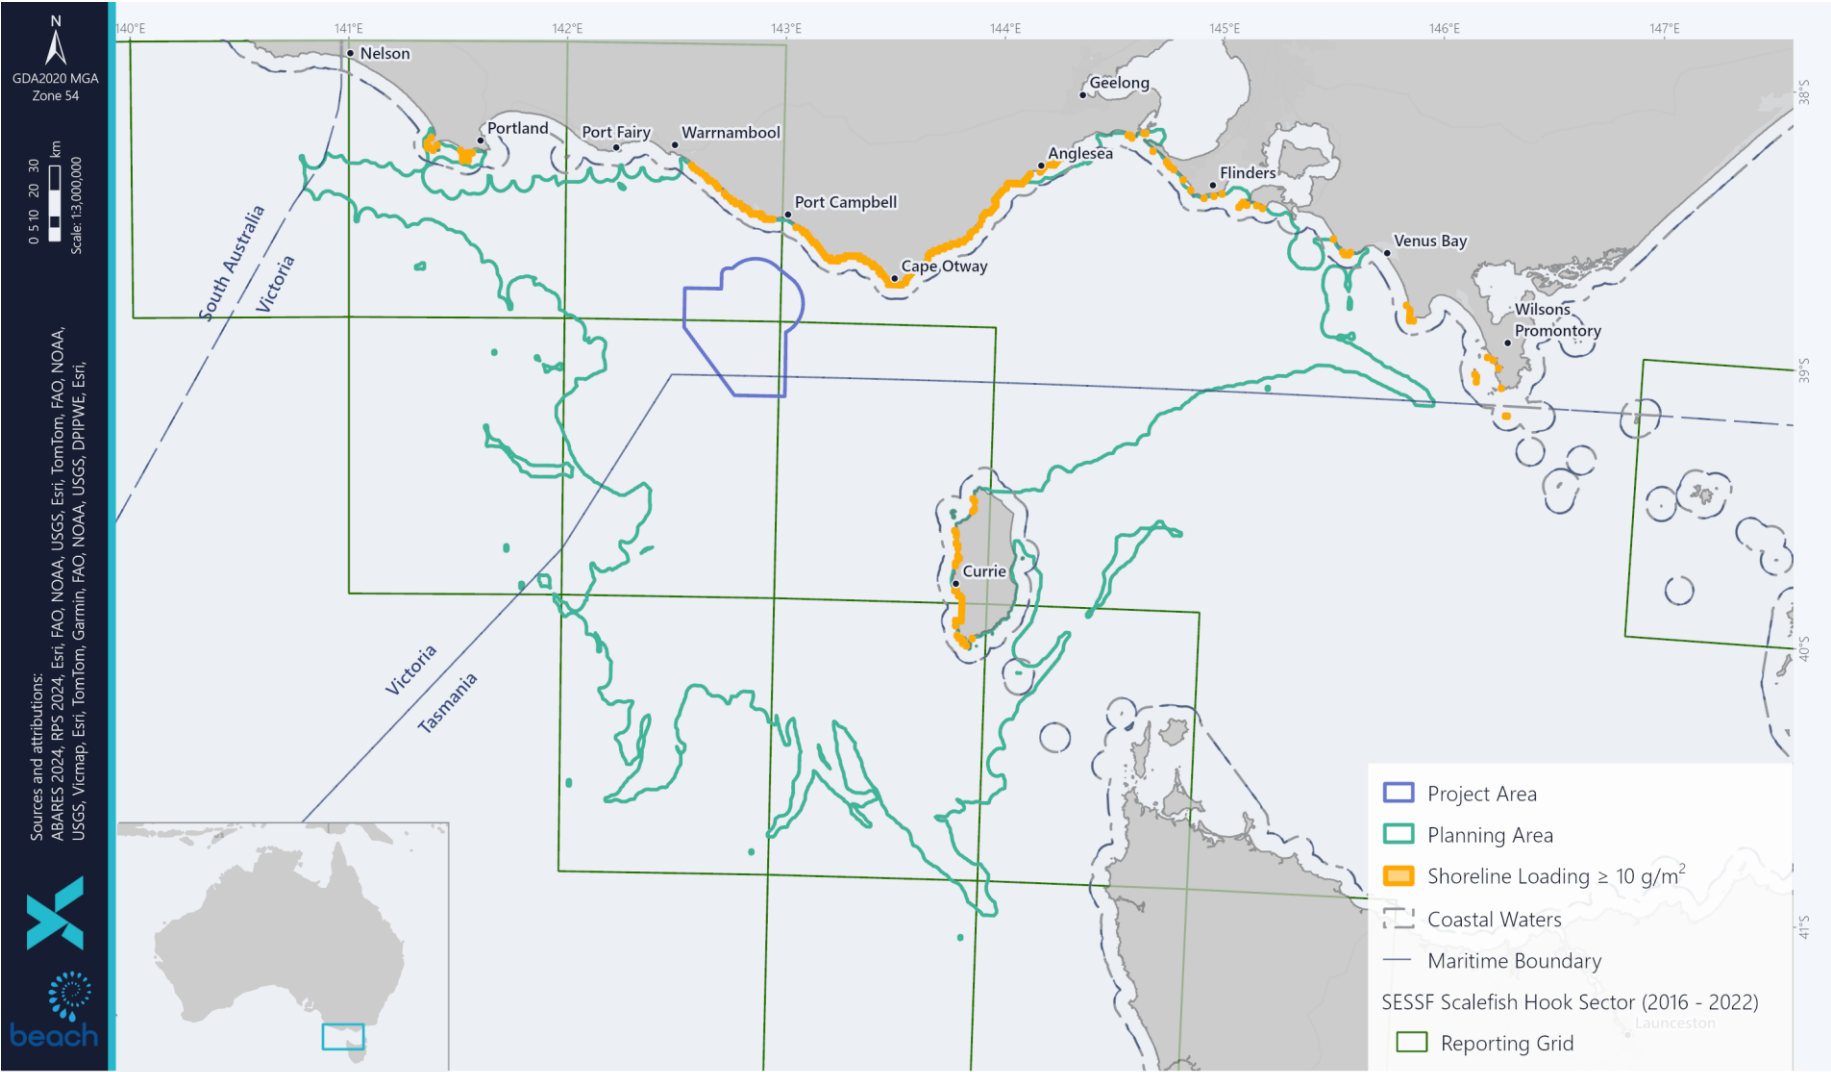 N
GDA2020 MGA
Zone 54
0 5 10 20 30 km
Scale: 1:3,000,000
Sources and attributions:
ABARES 2024, RPS 2024, Esri, FAO, NOAA, USGS, Esri, TomTom, FAO, NOAA,
USGS, Vicmap, Esri, TomTom, Garmin, FAO, NOAA, USGS, DPIPWE, Esri,
beach
140°E
141°E
142°E
143°E
144°E
145°E
146°E
147°E
38°S
39°S
40°S
41°S
Nelson
Geelong
Portland
Port Fairy
Warrnambool
Anglesea
Flinders
Port Campbell
Venus Bay
Cape Otway
Wilsons
Promontory
South Australia
Victoria
Currie
Victoria
Tasmania
Project Area
Planning Area
Shoreline Loading ≥ 10 g/m²
Coastal Waters
Maritime Boundary
SESSF Scalefish Hook Sector (2016 - 2022)
Launceston
Reporting Grid